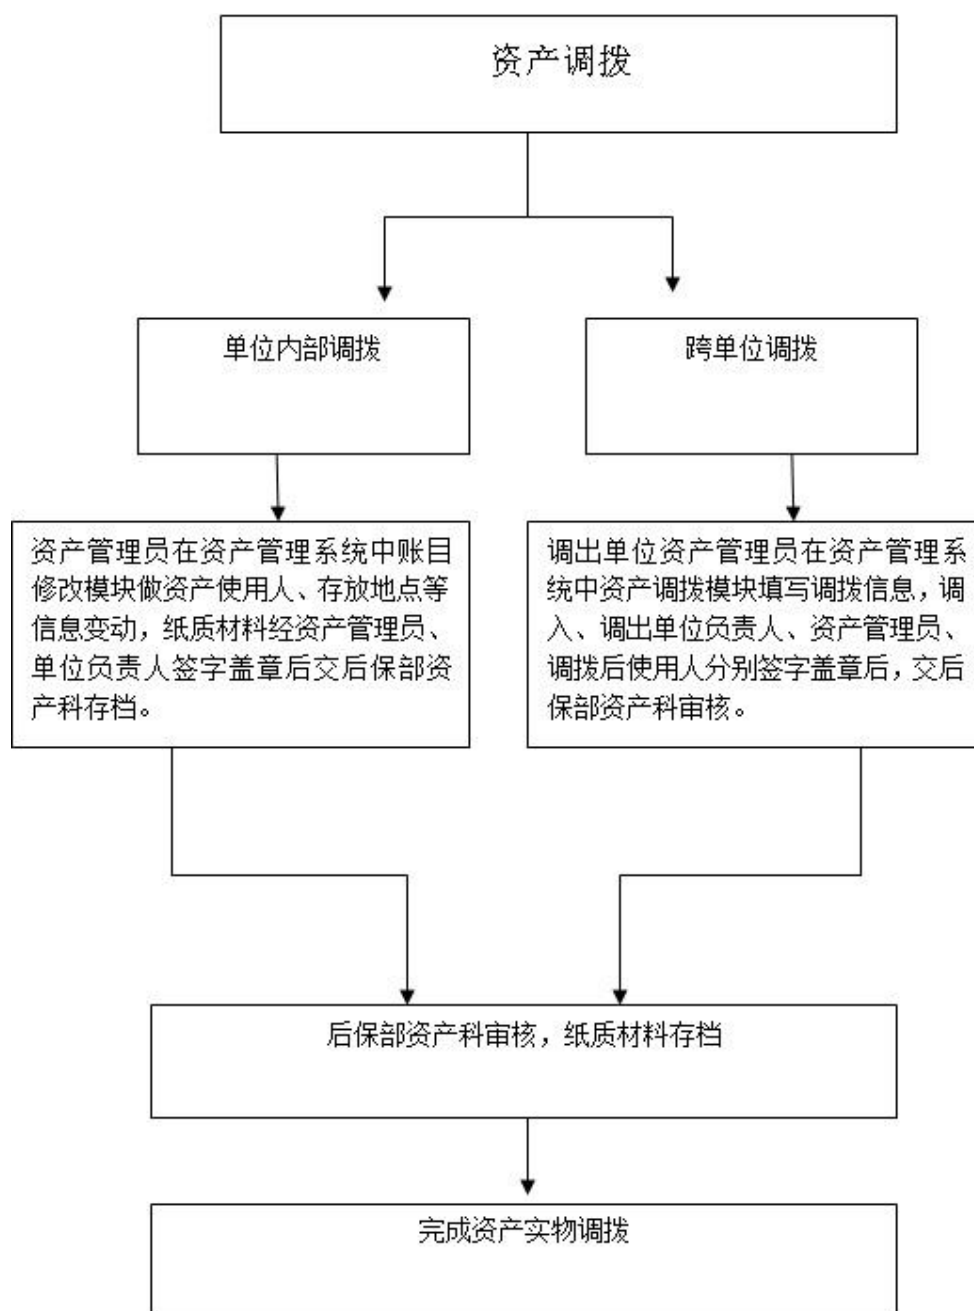 资产调拨
单位内部调拨
跨单位调拨
资产管理员在资产管理系统中账目
修改模块做资产使用人、存放地点等
信息变动，纸质材料经资产管理员、
单位负责人签字盖章后交后保部资
产科存档。
调出单位资产管理员在资产管理系
统中资产调拨模块填写调拨信息，调
入、调出单位负责人、资产管理员、
调拨后使用人分别签字盖章后，交后
保部资产科审核。
后保部资产科审核，纸质材料存档
完成资产实物调拨